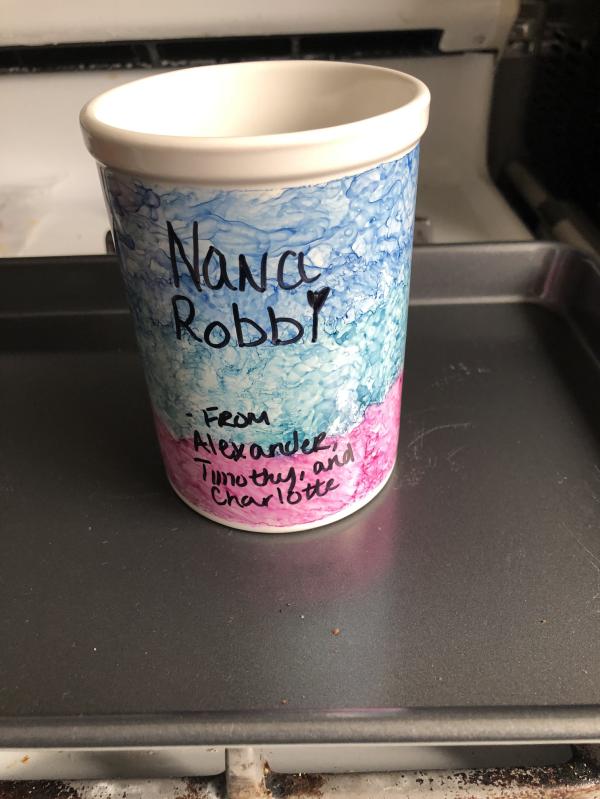 Nana
Robbi
- FROM
Alexander,
Timothy, and
Charlotte